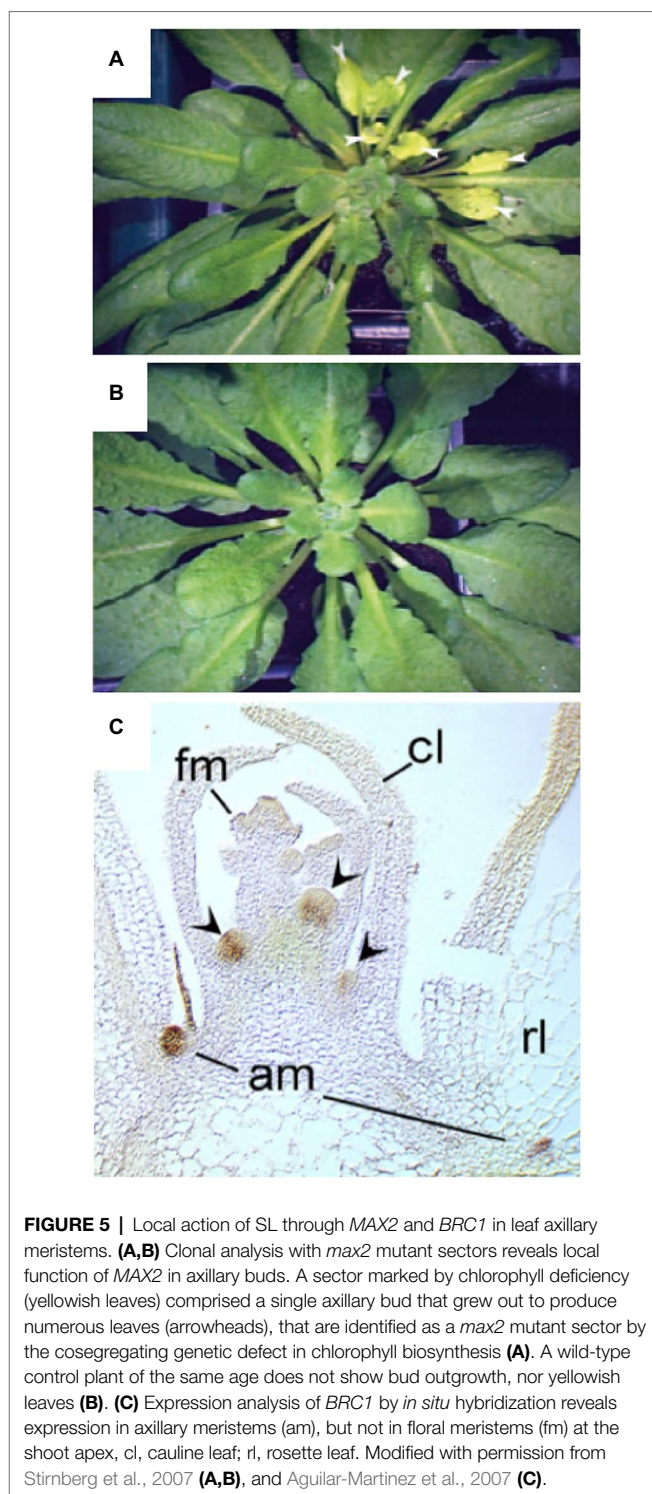 A
B
C
fm
cl
rl
am
FIGURE 5 | Local action of SL through MAX2 and BRC1 in leaf axillary
meristems. (A,B) Clonal analysis with max2 mutant sectors reveals local
function of MAX2 in axillary buds. A sector marked by chlorophyll deficiency
(yellowish leaves) comprised a single axillary bud that grew out to produce
numerous leaves (arrowheads), that are identified as a max2 mutant sector by
the cosegregating genetic defect in chlorophyll biosynthesis (A). A wild-type
control plant of the same age does not show bud outgrowth, nor yellowish
leaves (B). (C) Expression analysis of BRC1 by in situ hybridization reveals
expression in axillary meristems (am), but not in floral meristems (fm) at the
shoot apex, cl, cauline leaf; rl, rosette leaf. Modified with permission from
Stirnberg et al., 2007 (A,B), and Aguilar-Martinez et al., 2007 (C).